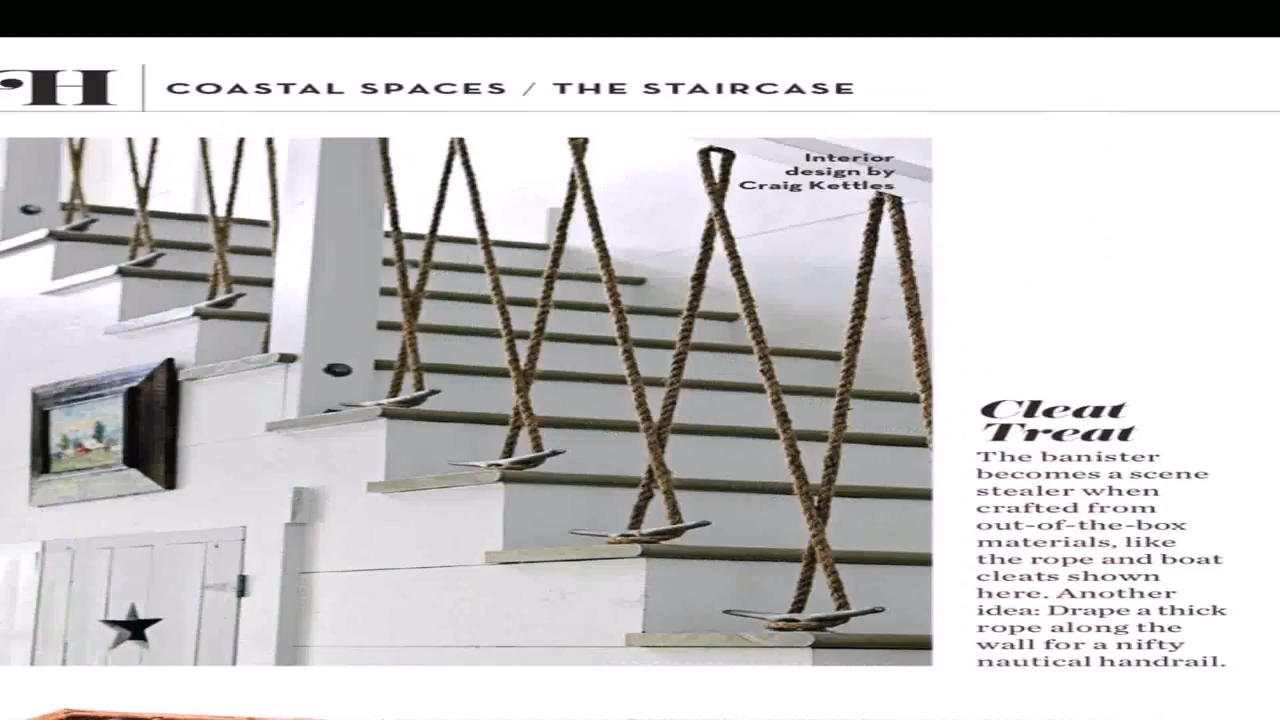 H
COASTAL SPACES / THE STAIRCASE
Interior
design by
Craig Kettles
Cleat
Treat
The banister
becomes a scene
stealer when
crafted from
out-of-the-box
materials, like
the rope and boat
cleats shown
here. Another
idea: Drape a thick
rope along the
wall for a nifty
nautical handrail.